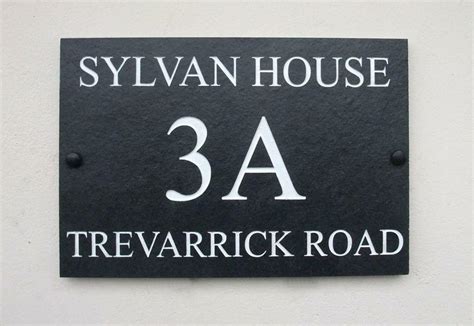 SYLVAN HOUSE
3A
TREVARRICK ROAD